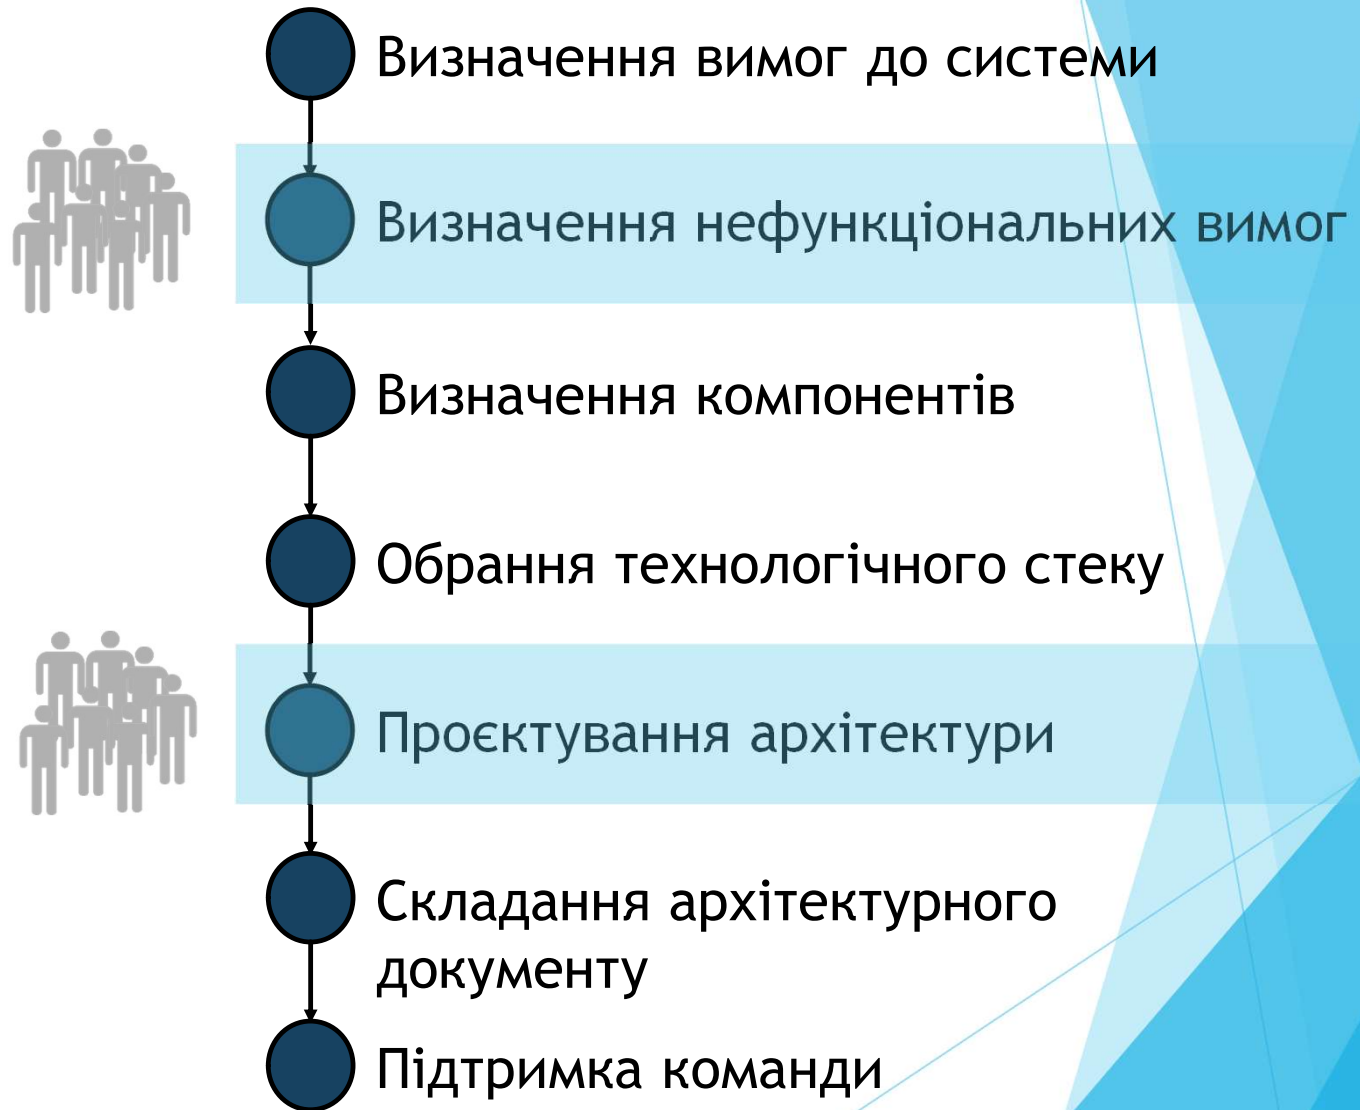 Визначення вимог до системи
Визначення нефункціональних вимог
Визначення компонентів
Обрання технологічного стеку
Проєктування архітектури
Складання архітектурного
документу
Підтримка команди